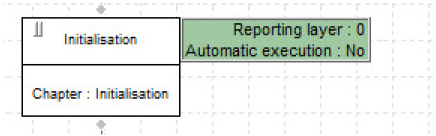 Initialisation
Reporting layer : 0
Automatic execution : No
Chapter : Initialisation